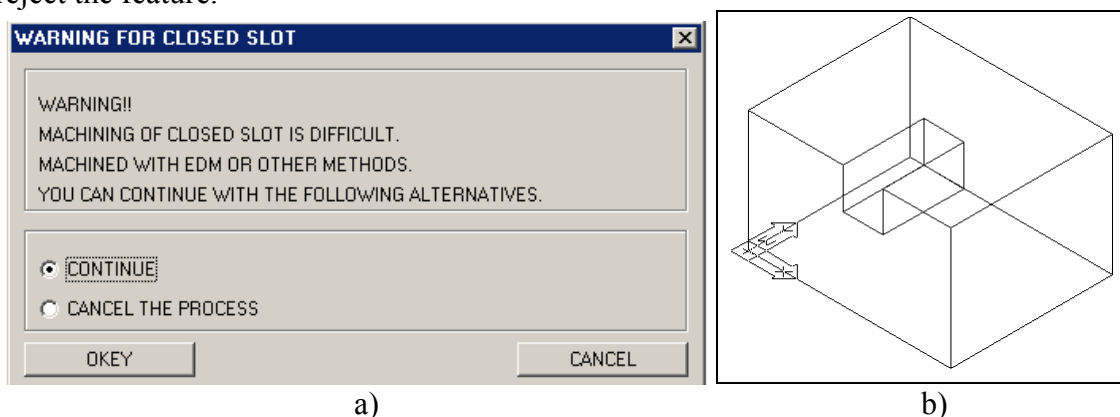 reject the feature.
WARNING FOR CLOSED SLOT
WARNING!!
MACHINING OF CLOSED SLOT IS DIFFICULT.
MACHINED WITH EDM OR OTHER METHODS.
YOU CAN CONTINUE WITH THE FOLLOWING ALTERNATIVES.
CONTINUE
CANCEL THE PROCESS
OKEY CANCEL
a) b)